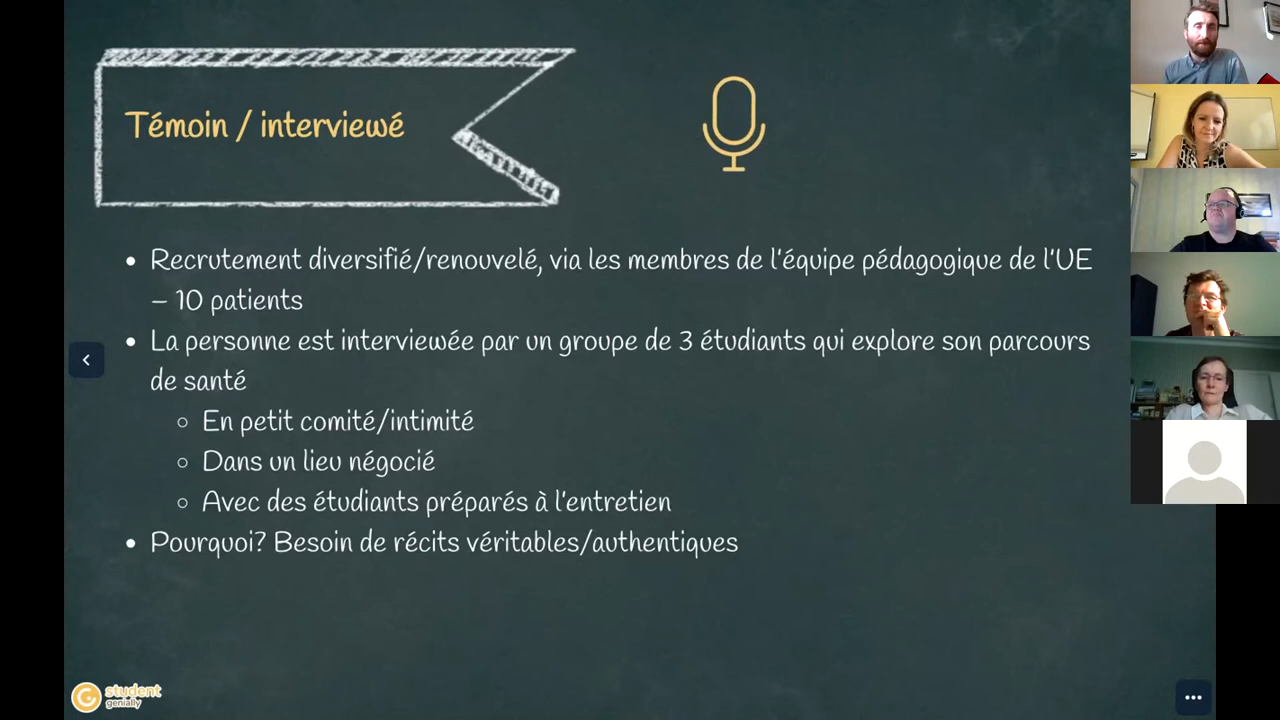 Témoin / interviewé
• Recrutement diversifié/renouvelé, via les membres de l'équipe pédagogique de l'UE
– 10 patients
• La personne est interviewée par un groupe de 3 étudiants qui explore son parcours
de santé
◦ En petit comité/intimité
◦ Dans un lieu négocié
◦ Avec des étudiants préparés à l'entretien
• Pourquoi? Besoin de récits véritables/authentiques
student
genially